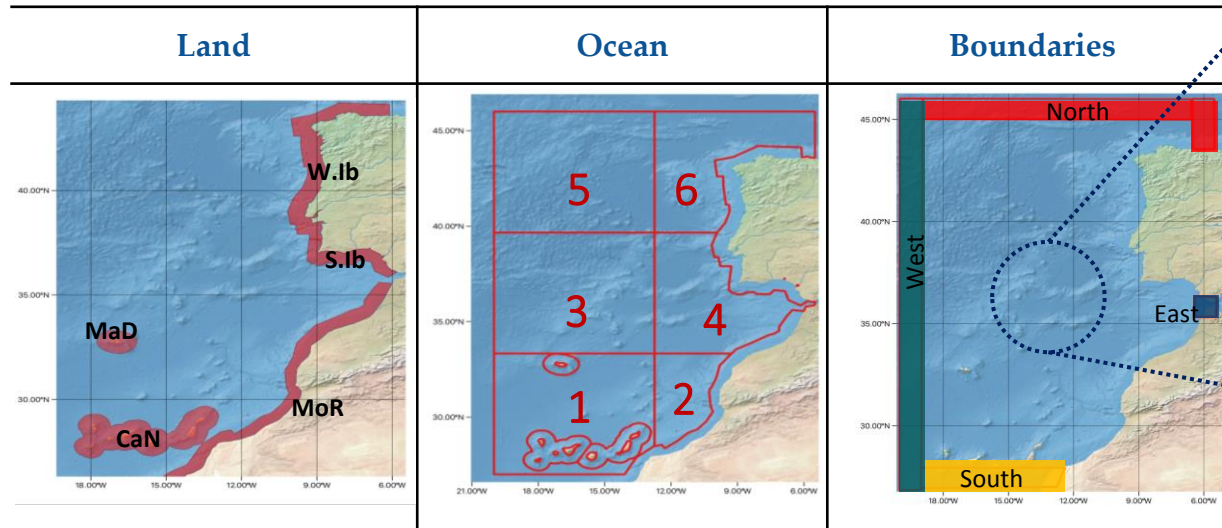 Land
Ocean
Boundaries
W.Ib
S.Ib
MaD
MoR
CaN
40.00°N
35.00°N
30.00°N
18.00°W
15.00°W
12.00°W
9.00°W
6.00°W
5
6
3
4
1
2
45.00°N
40.00°N
35.00°N
30.00°N
21.00°W
18.00°W
15.00°W
12.00°W
9.00°W
6.00°W
North
West
East
South
45.00°N
40.00°N
35.00°N
30.00°N
18.00°W
15.00°W
12.00°W
9.00°W
6.00°W